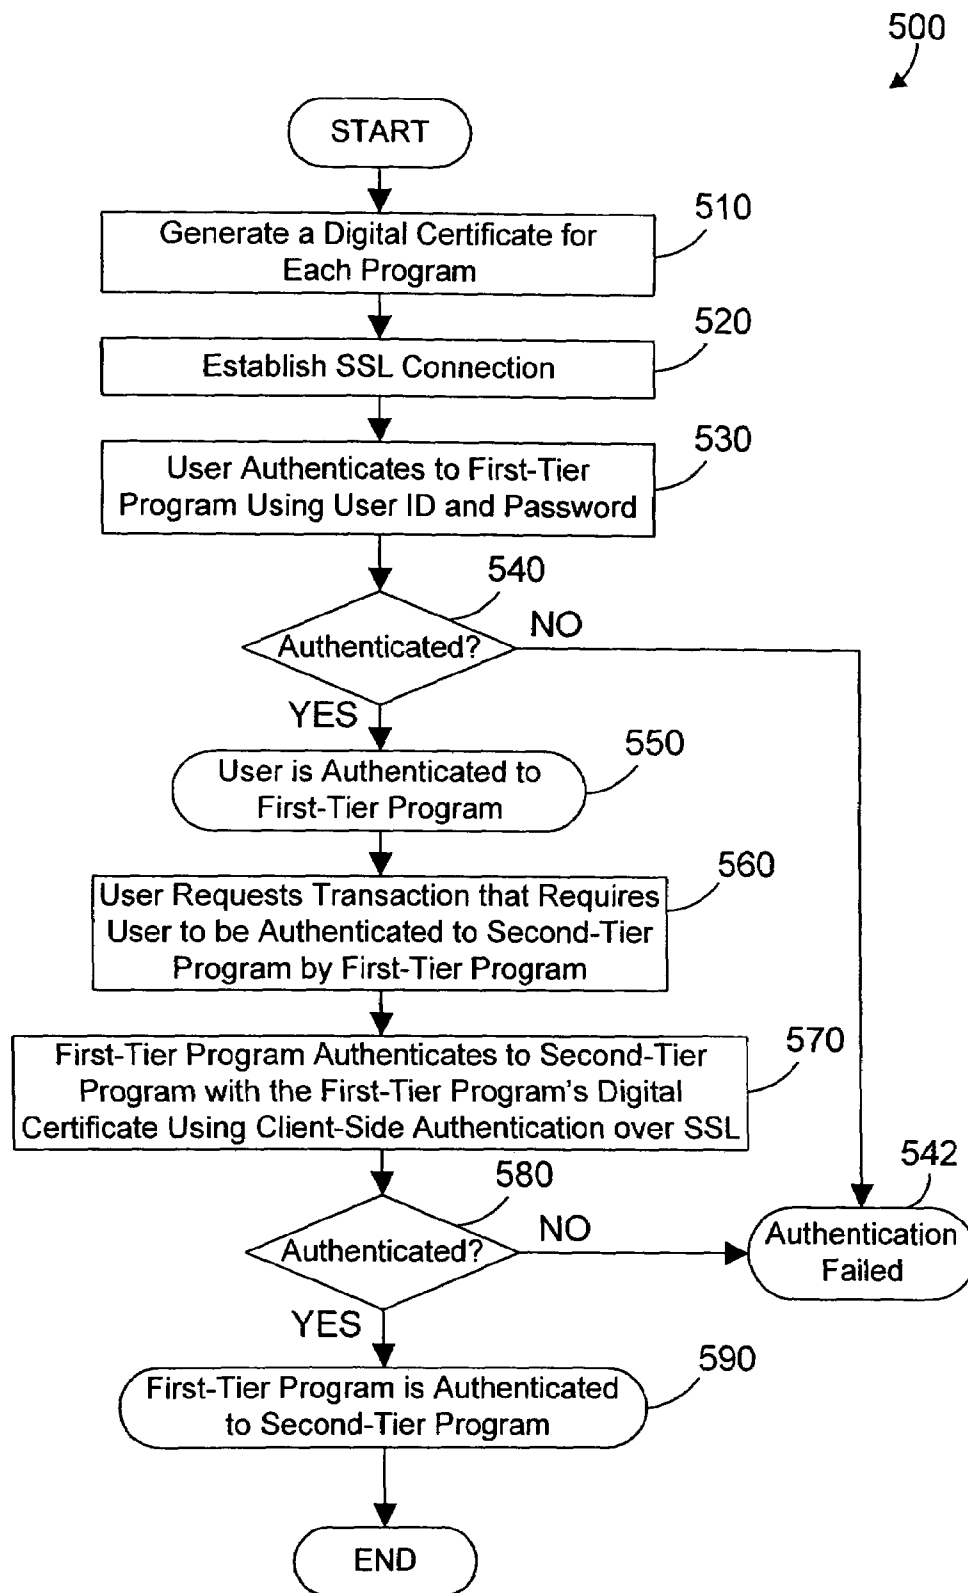 500
START
510
Generate a Digital Certificate for
Each Program
520
Establish SSL Connection
530
User Authenticates to First-Tier
Program Using User ID and Password
540
Authenticated?
NO
YES
550
User is Authenticated to
First-Tier Program
560
User Requests Transaction that Requires
User to be Authenticated to Second-Tier
Program by First-Tier Program
570
First-Tier Program Authenticates to Second-Tier
Program with the First-Tier Program's Digital
Certificate Using Client-Side Authentication over SSL
580
542
Authenticated?
NO
Authentication
Failed
YES
590
First-Tier Program is Authenticated
to Second-Tier Program
END